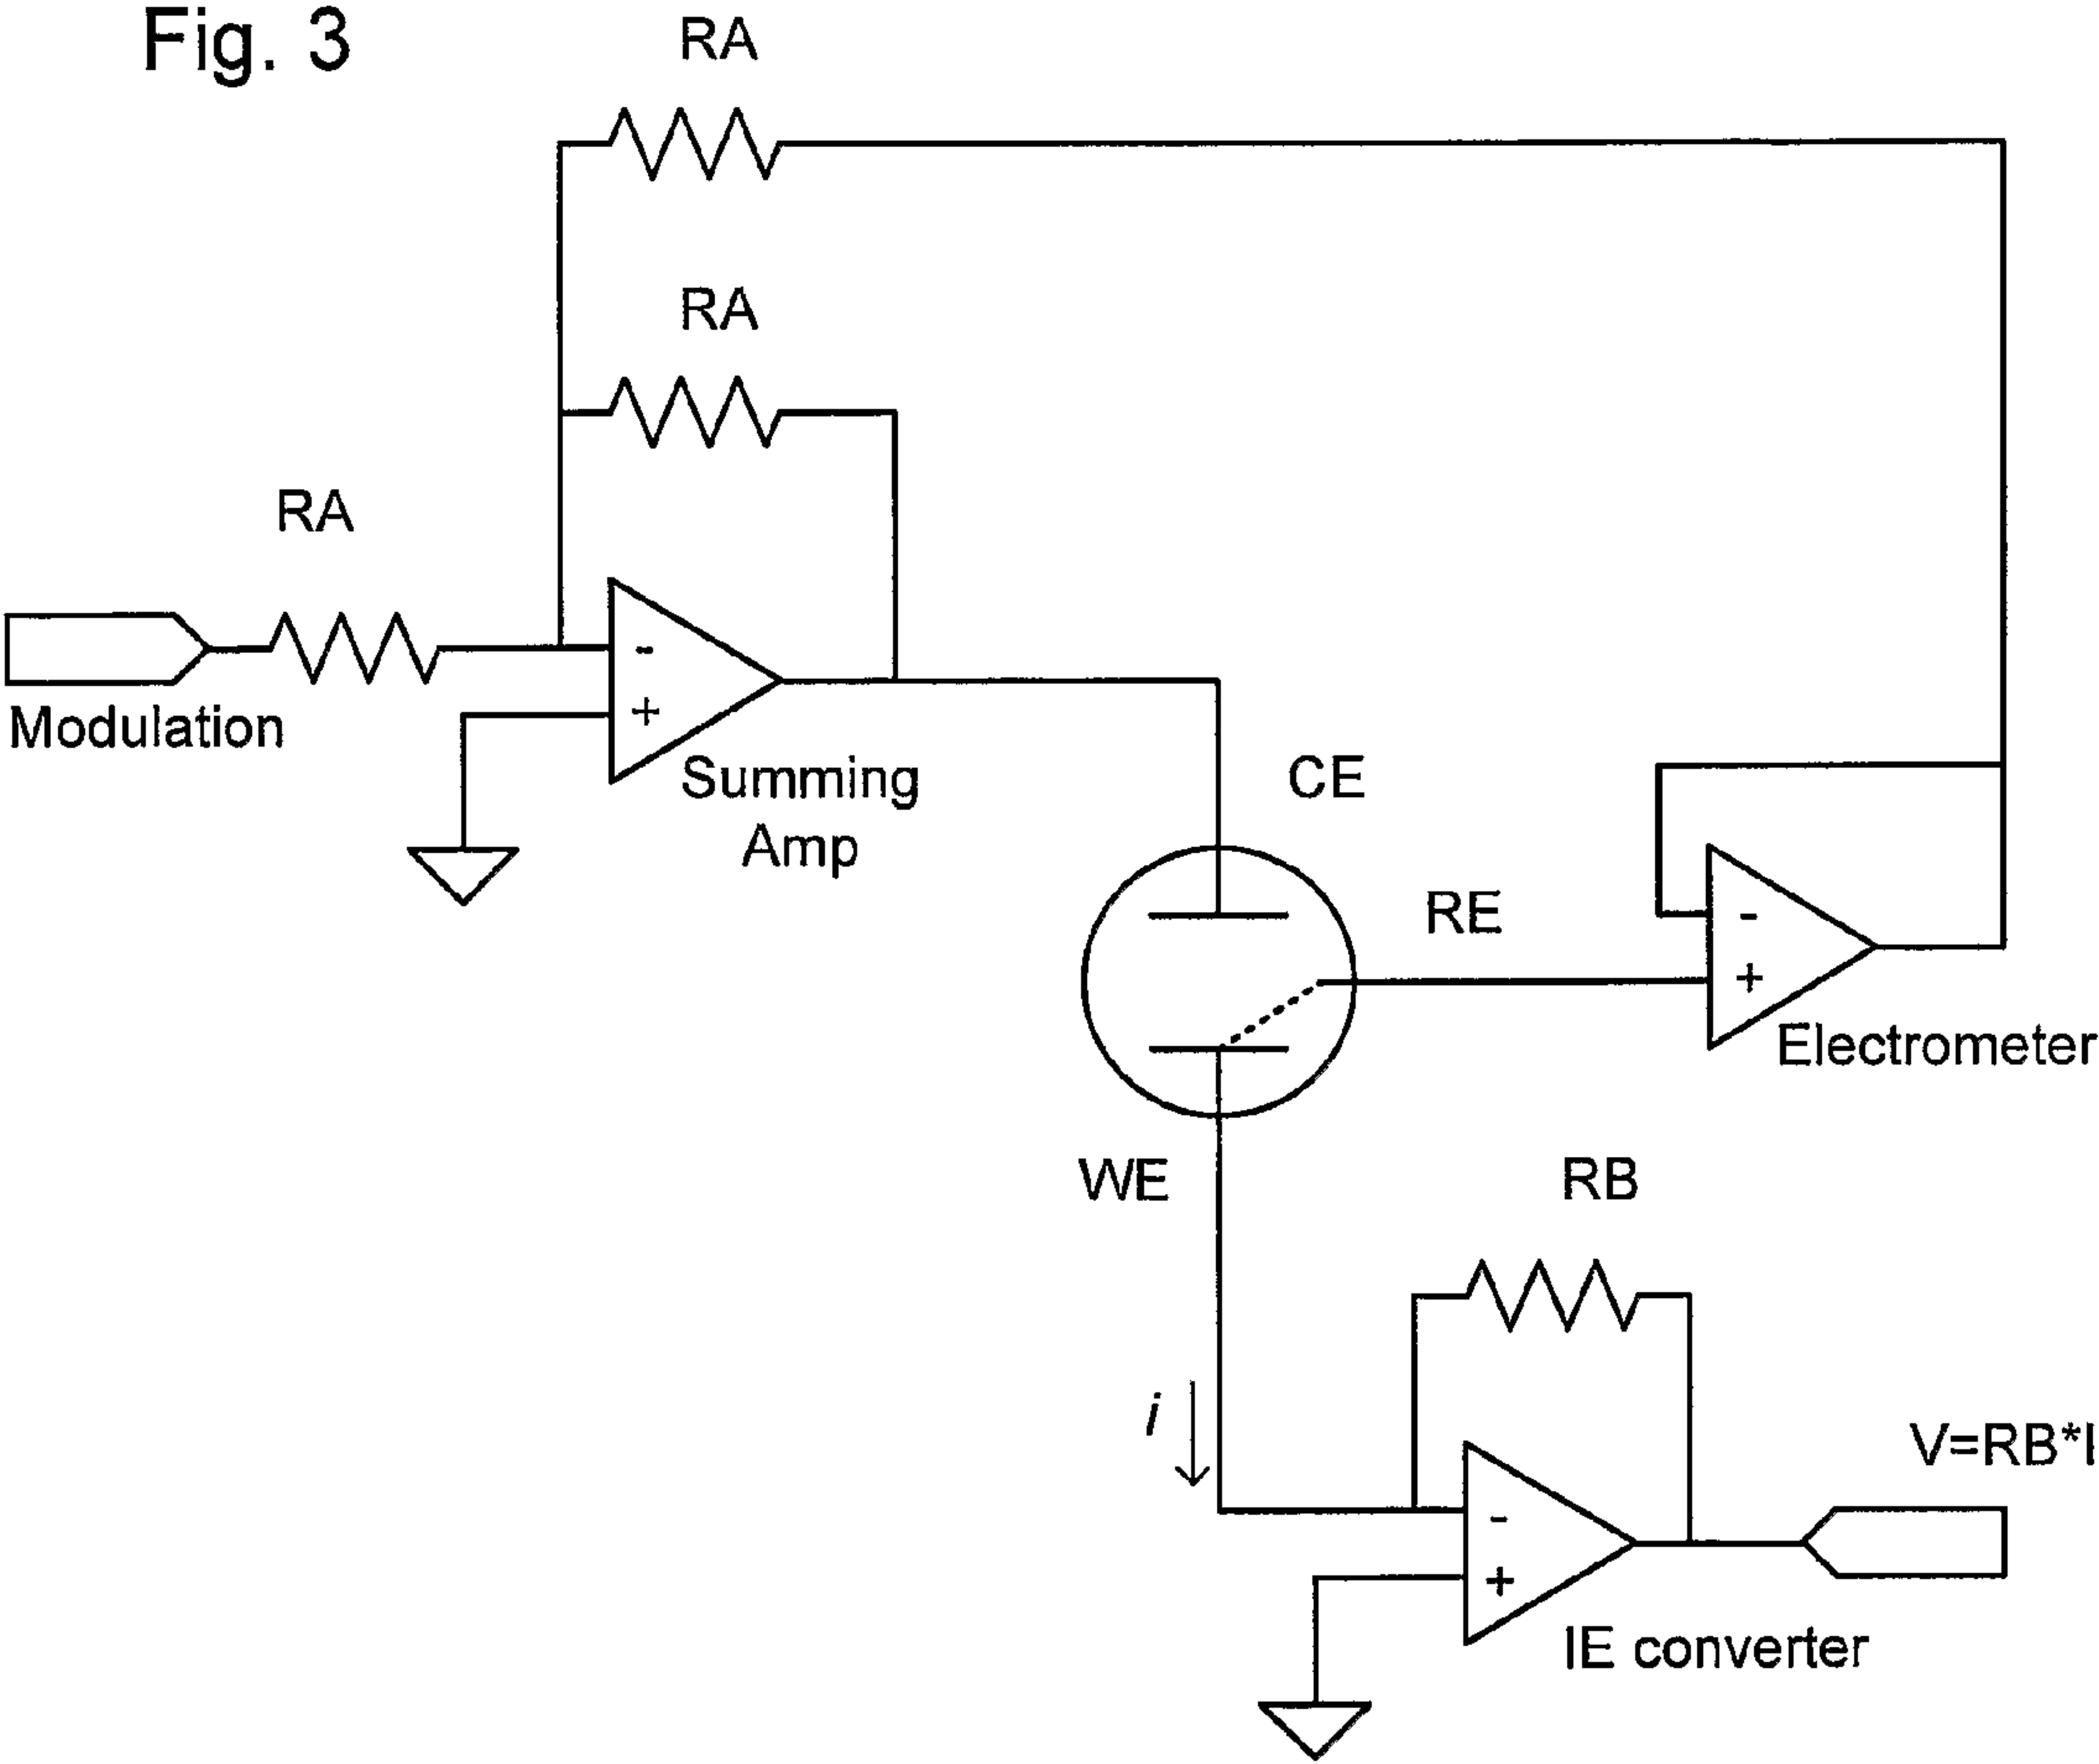 Fig. 3
RA
RA
RA
-
+
Modulation
Summing
Amp
CE
RE
-
+
Electrometer
WE
RB
i
V=RB*I
-
+
IE converter